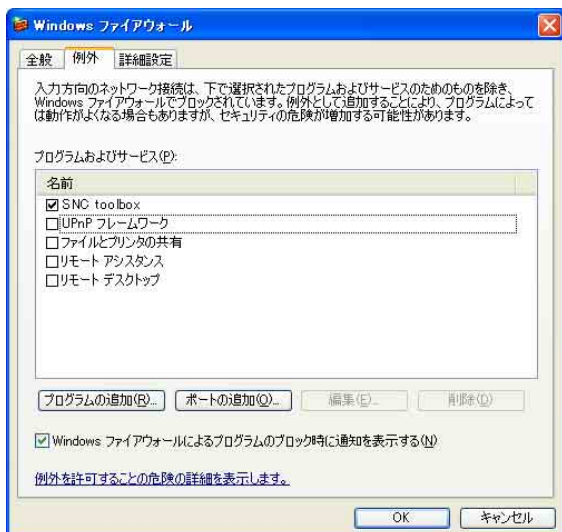 Windows ファイアウォール
全般 例外 詳細設定
入力方向のネットワーク接続は、下で選択されたプログラムおよびサービスのためのものを除き、
Windows ファイアウォールでブロックされています。例外として追加することにより、プログラムによって
は動作がよくなる場合もありますが、セキュリティの危険が増加する可能性があります。
プログラムおよびサービス(P):
名前
SNC toolbox
UPnP フレームワーク
ファイルとプリンタの共有
リモート アシスタンス
リモート デスクトップ
プログラムの追加(R)... ポートの追加(O)... 編集(E)... 削除(D)
Windows ファイアウォールによるプログラムのブロック時に通知を表示する(N)
例外を許可することの危険の詳細を表示します。
OK キャンセル